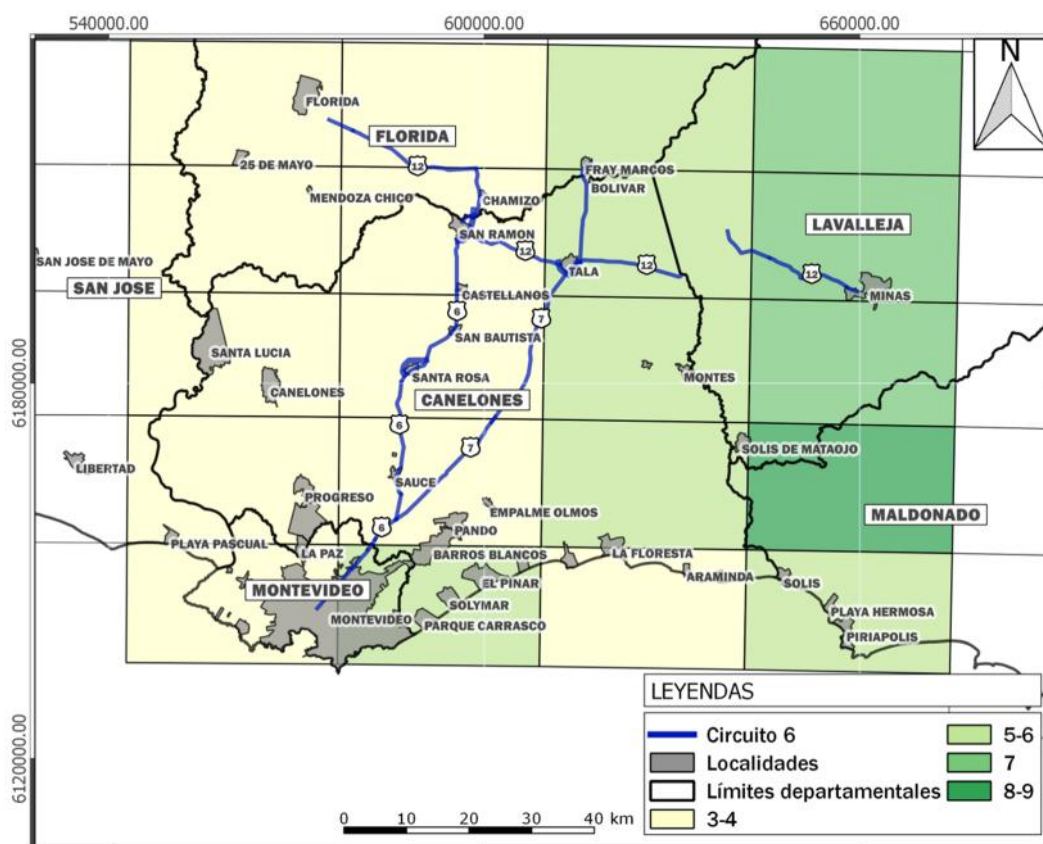 540000.00 600000.00 660000.00
N
FLORIDA
FLORIDA
12
25 DE MAYO
FRAY MARCOS
BOLIVAR
MENDOZA CHICO
CHAMIZO
LAVALLEJA
SAN RAMON
12
SAN JOSE DE MAYO
TALA
12
12
SAN JOSE
CASTELLANOS
MINAS
6
7
SAN BAUTISTA
SANTA LUCIA
SANTA ROSA
MONTES
CANELONES
CANELONES
6180000.00
6
7
SOLIS DE MATAOJO
LIBERTAD
SAUCE
PROGRESO
EMPALME OLMOS
MALDONADO
6
PANDO
PLAYA PASCUAL
LA PAZ
BARROS BLANCOS
LA FLORESTA
MONTEVIDEO
EL PINAR
ARAMINDA
SOLIS
SOLYMAR
MONTEVIDEO
PARQUE CARRASCO
PLAYA HERMOSA
PIRIAPOLIS
6120000.00
LEYENDAS
Circuito 6
Localidades
Límites departamentales
3-4
5-6
7
8-9
0 10 20 30 40 km